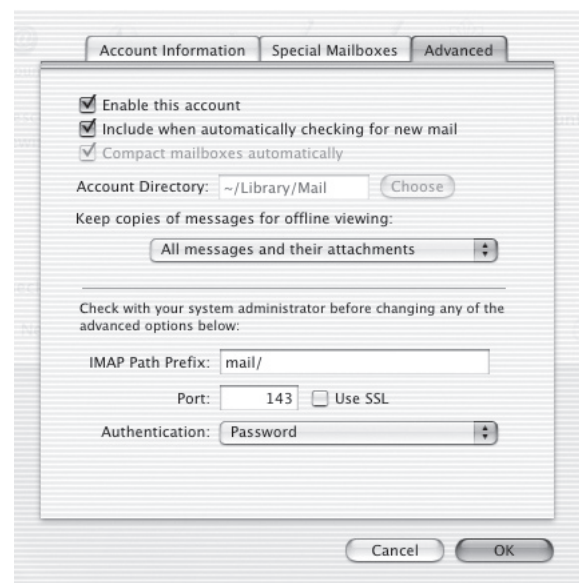 Account Information Special Mailboxes Advanced
Enable this account
Include when automatically checking for new mail
Compact mailboxes automatically
Account Directory: ~/Library/Mail Choose
Keep copies of messages for offline viewing:
All messages and their attachments
Check with your system administrator before changing any of the
advanced options below:
IMAP Path Prefix: mail/
Port: 143 Use SSL
Authentication: Password
Cancel OK